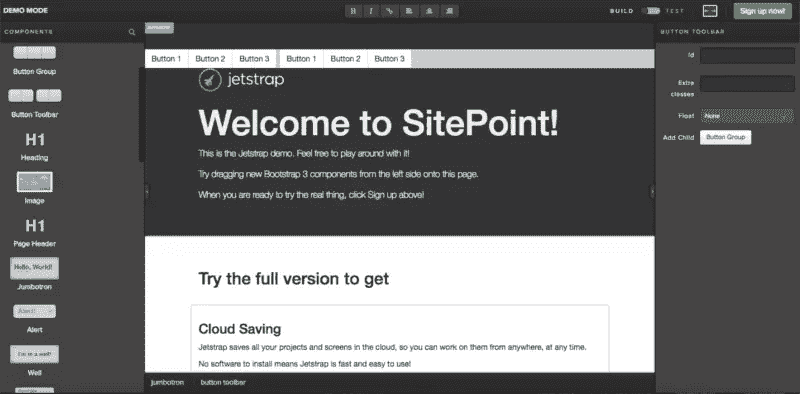 DEMO MODE
B I
BUILD TEST
Sign up now!
COMPONENTS
Button Group
Button Toolbar
H1
Heading
Image
H1
Page Header
Hello, World!
Jumbotron
Alert!
Alert
I'm in a well!
Well
Button 1 Button 2 Button 3 Button 1 Button 2 Button 3
jetstrap
Welcome to SitePoint!
This is the Jetstrap demo. Feel free to play around with it!
Try dragging new Bootstrap 3 components from the left side onto this page.
When you are ready to try the real thing, click Sign up above!
Try the full version to get
Cloud Saving
Jetstrap saves all your projects and screens in the cloud, so you can work on them from anywhere, at any time.
No software to install means Jetstrap is fast and easy to use!
jumbotron button toolbar
BUTTON TOOLBAR
Id
Extra
classes
Float None
Add Child Button Group